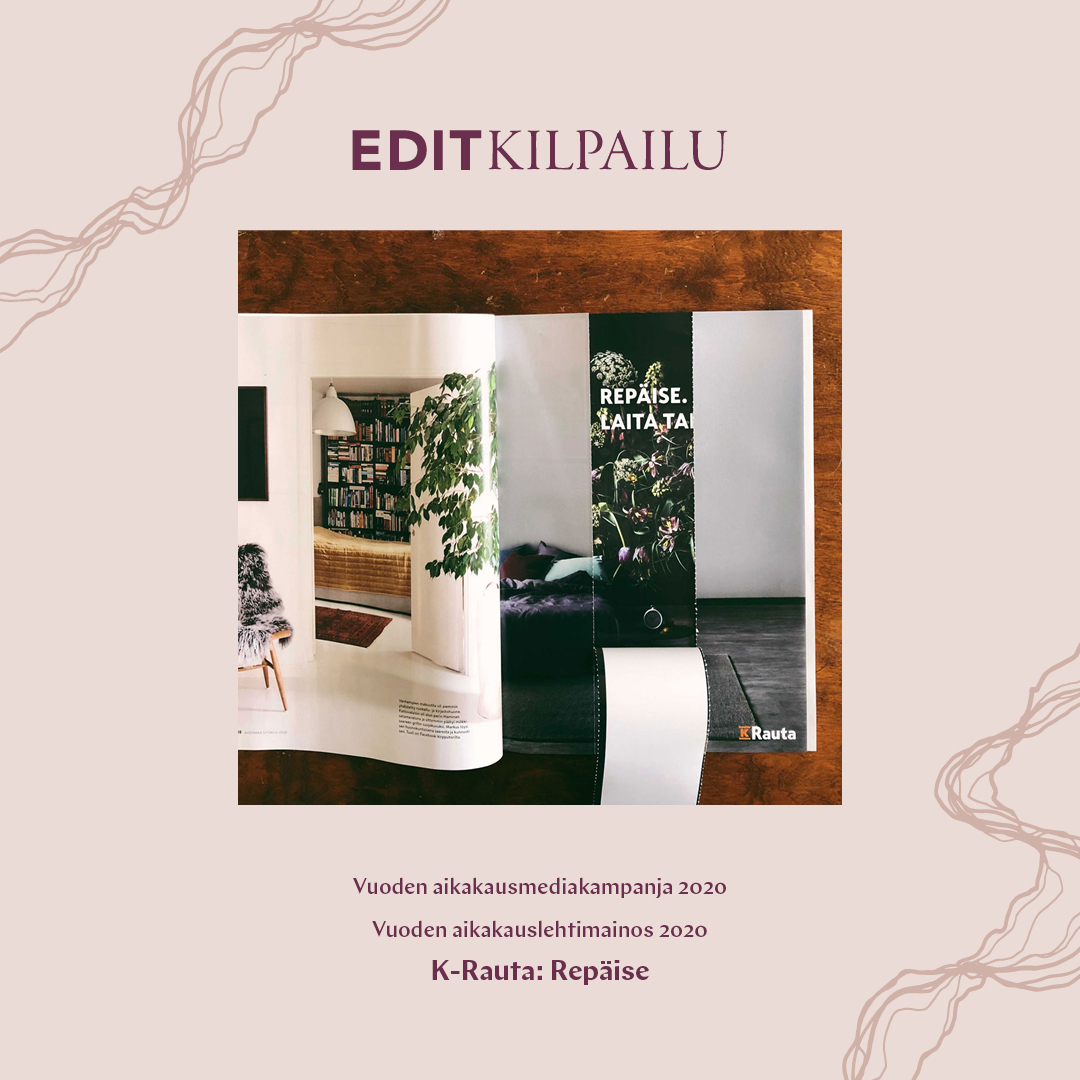 EDITKILPAILU
REPÄISE.
LAITA TA
K Rauta
Vuoden aikakausmediakampanja 2020
Vuoden aikakauslehtimainos 2020
K-Rauta: Repäise